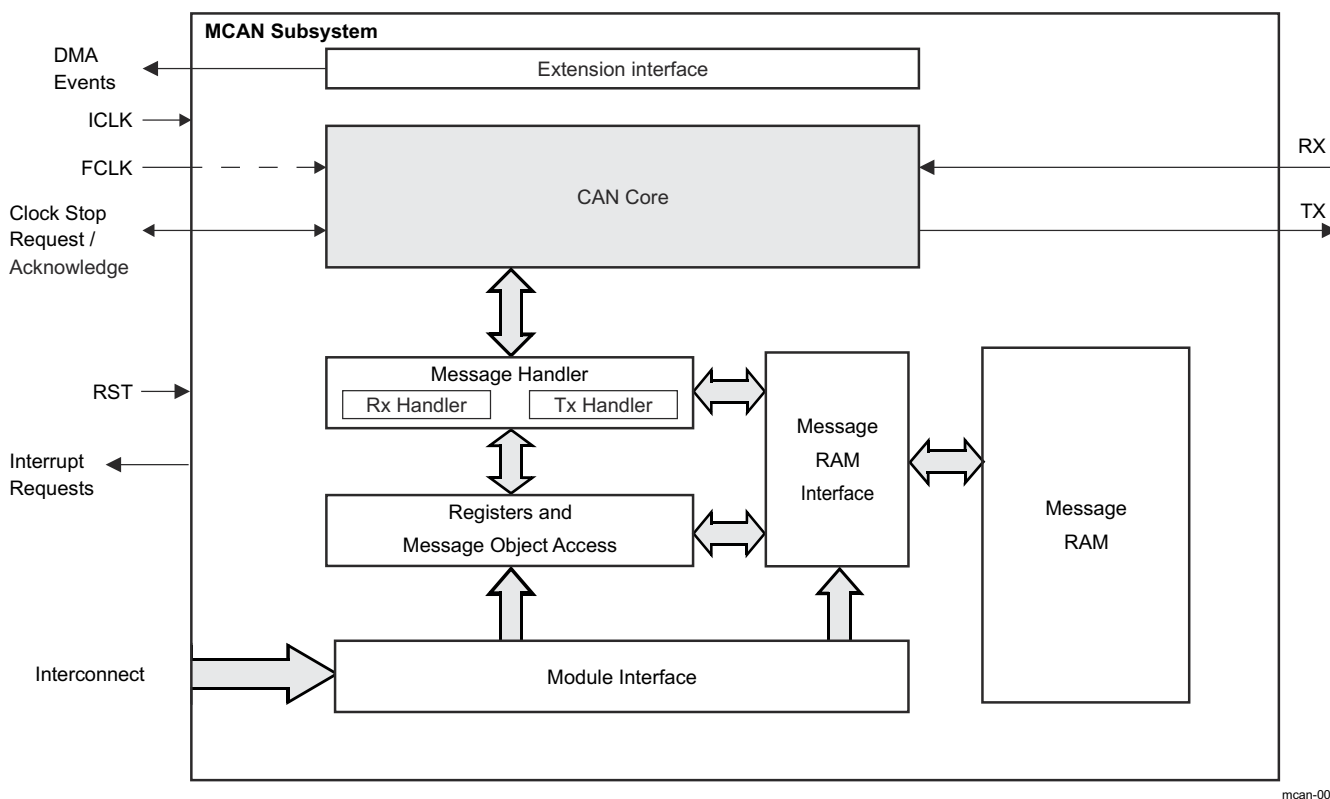 MCAN Subsystem
DMA
Events
Extension interface
ICLK
FCLK
CAN Core
RX
Clock Stop
Request /
Acknowledge
TX
Message Handler
Rx Handler
Tx Handler
RST
Message
RAM
Interface
Interrupt
Requests
Registers and
Message Object Access
Message
RAM
Interconnect
Module Interface
mcan-00